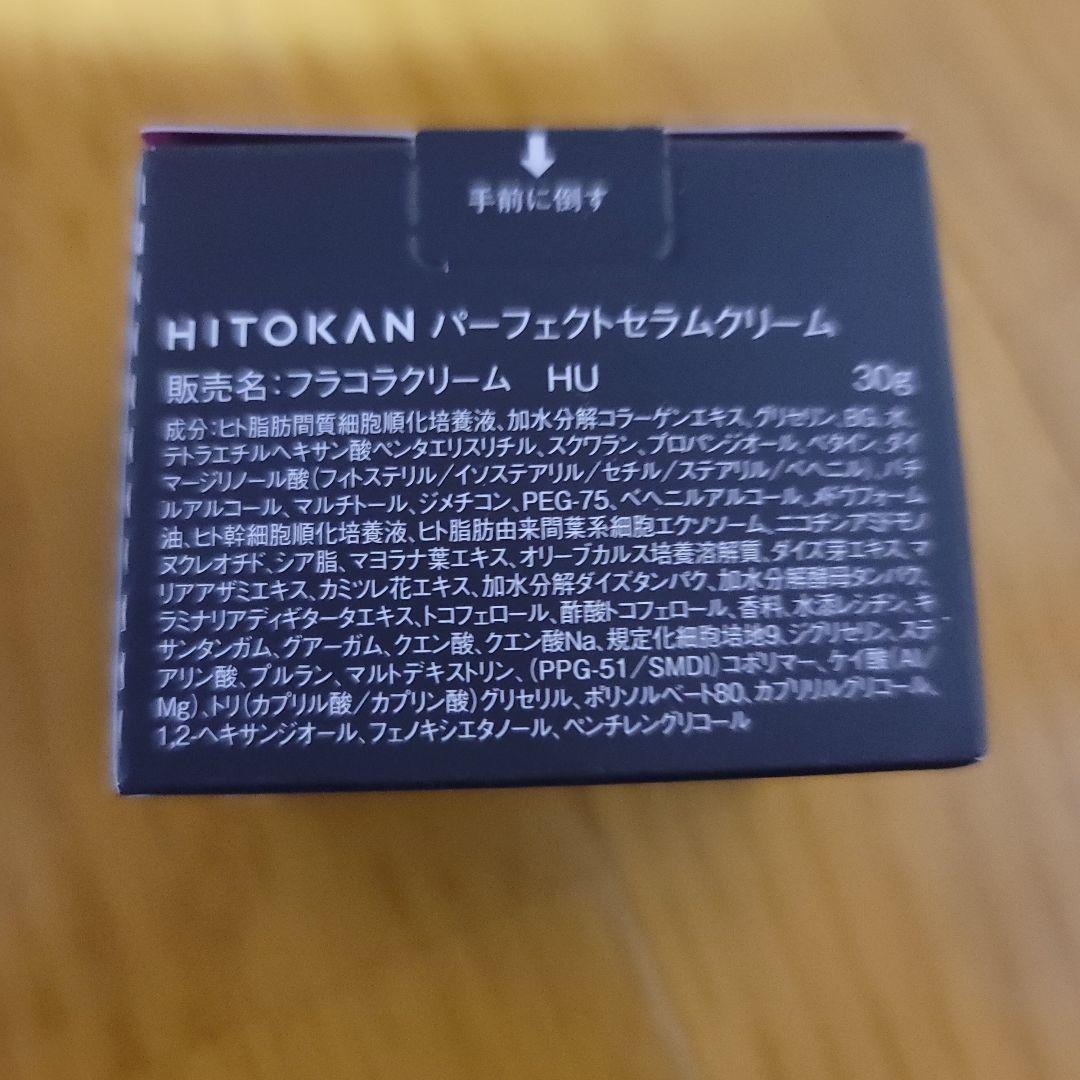 手前に倒す
HITOKAN パーフェクトセラムクリーム
販売名：フラコラクリーム HU 30g
成分：ヒト脂肪間質細胞順化培養液、加水分解コラーゲンエキス、グリセリン、BG、水、
テトラエチルヘキサン酸ペンタエリスリチル、スクワラン、プロパンジオール、ベタイン、ダイ
マージリノール酸（フィトステリル／イソステアリル／セチル／ステアリル／ベヘニル）、バチ
ルアルコール、マルチトール、ジメチコン、PEG-75、ベヘニルアルコール、メドウフォーム
油、ヒト幹細胞順化培養液、ヒト脂肪由来間葉系細胞エクソソーム、ニコチンアミドモノ
ヌクレオチド、シア脂、マヨラナ葉エキス、オリーブカルス培養溶解質、ダイズ芽エキス、マ
リアアザミエキス、カミツレ花エキス、加水分解ダイズタンパク、加水分解酵母タンパク、
ラミナリアディギタータエキス、トコフェロール、酢酸トコフェロール、香料、水添レシチン、キ
サンタンガム、グアーガム、クエン酸、クエン酸Na、規定化細胞培地9、ジグリセリン、ステ
アリン酸、プルラン、マルトデキストリン、（PPG-51／SMDI）コポリマー、ケイ酸（Al／
Mg）、トリ（カプリル酸／カプリン酸）グリセリル、ポリソルベート80、カプリリルグリコール、
1,2-ヘキサンジオール、フェノキシエタノール、ペンチレングリコール